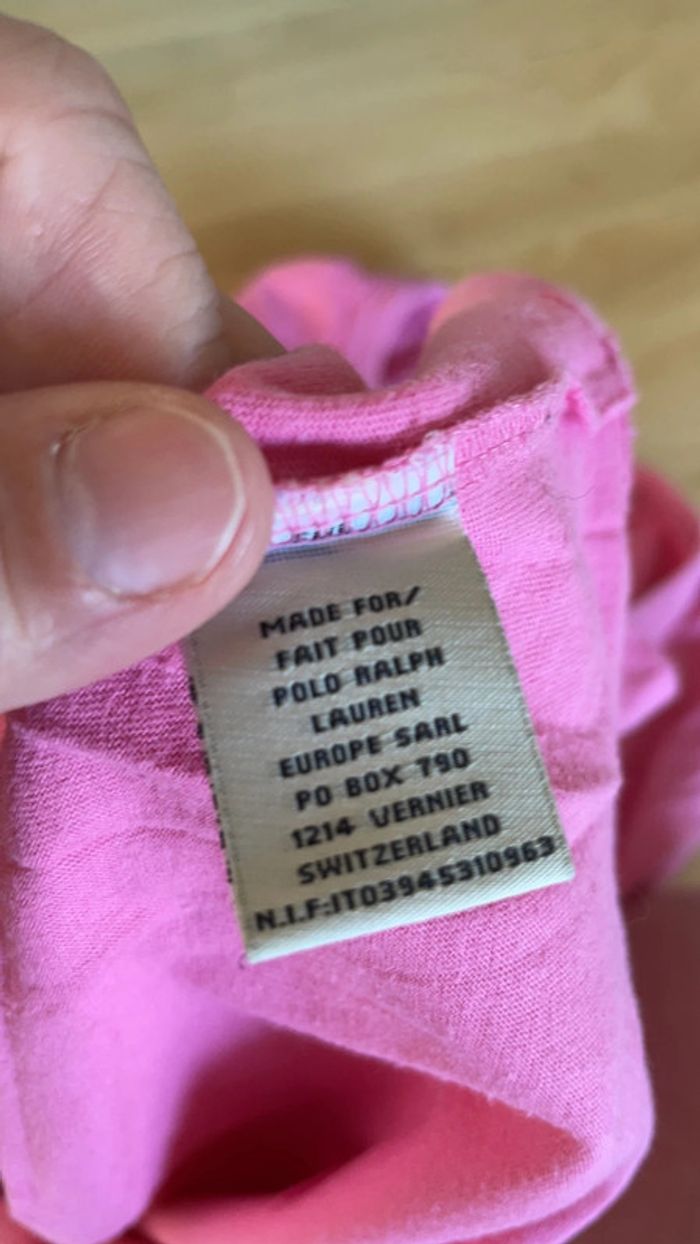 MADE FOR/
FAIT POUR
POLO RALPH
LAUREN
EUROPE SARL
PO BOX 790
1214 VERNIER
SWITZERLAND
N.I.F:IT03945310963